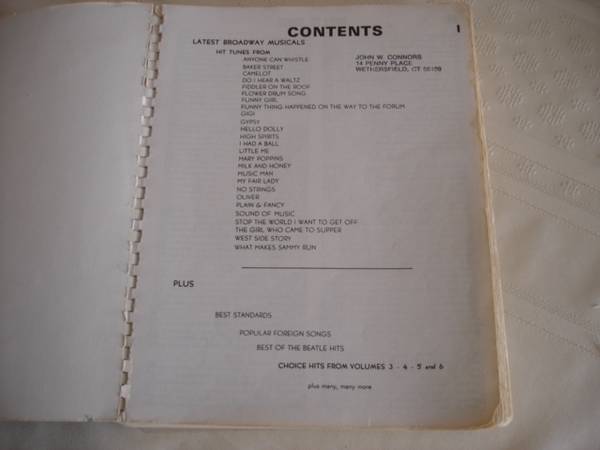 CONTENTS
LATEST BROADWAY MUSICALS
HIT TUNES FROM
JOHN W. CONNORS
14 PENNY PLACE
WETHERSFIELD, CT 06109
ANYONE CAN WHISTLE
BAKER STREET
CAMELOT
DO I HEAR A WALTZ
FIDDLER ON THE ROOF
FLOWER DRUM SONG
FUNNY GIRL
FUNNY THING HAPPENED ON THE WAY TO THE FORUM
GIGI
GYPSY
HELLO DOLLY
HIGH SPIRITS
I HAD A BALL
LITTLE ME
MARY POPPINS
MILK AND HONEY
MUSIC MAN
MY FAIR LADY
NO STRINGS
OLIVER
PLAIN & FANCY
SOUND OF MUSIC
STOP THE WORLD I WANT TO GET OFF
THE GIRL WHO CAME TO SUPPER
WEST SIDE STORY
WHAT MAKES SAMMY RUN
PLUS
BEST STANDARDS
POPULAR FOREIGN SONGS
BEST OF THE BEATLE HITS
CHOICE HITS FROM VOLUMES 3 - 4 - 5 and 6
plus many, many more